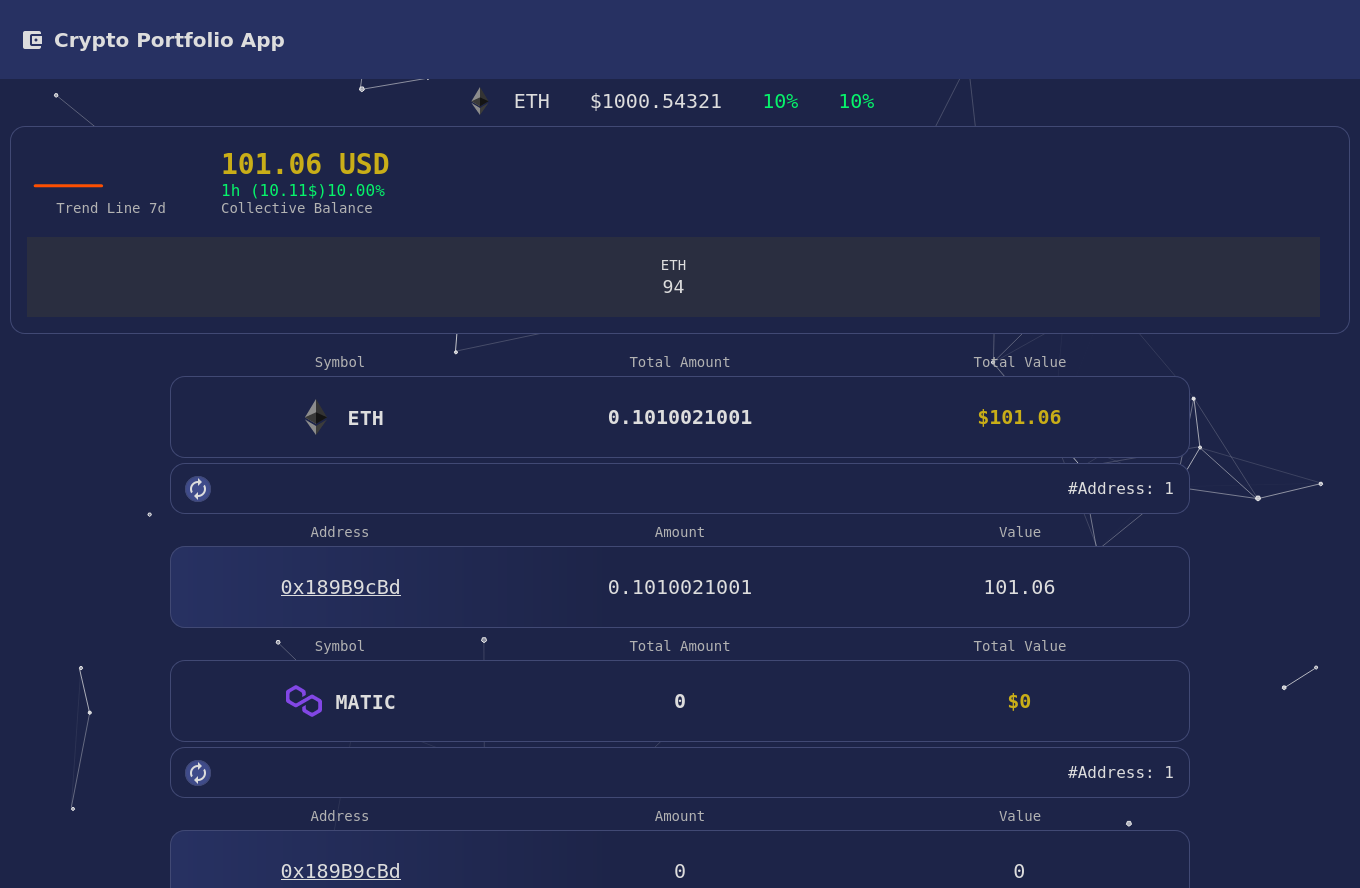 Crypto Portfolio App
ETH $1000.54321 10% 10%
101.06 USD
1h (10.11$)10.00%
Trend Line 7d Collective Balance
ETH
94
Symbol Total Amount Total Value
ETH 0.1010021001 $101.06
#Address: 1
Address Amount Value
0x189B9cBd 0.1010021001 101.06
Symbol Total Amount Total Value
MATIC 0 $0
#Address: 1
Address Amount Value
0x189B9cBd 0 0